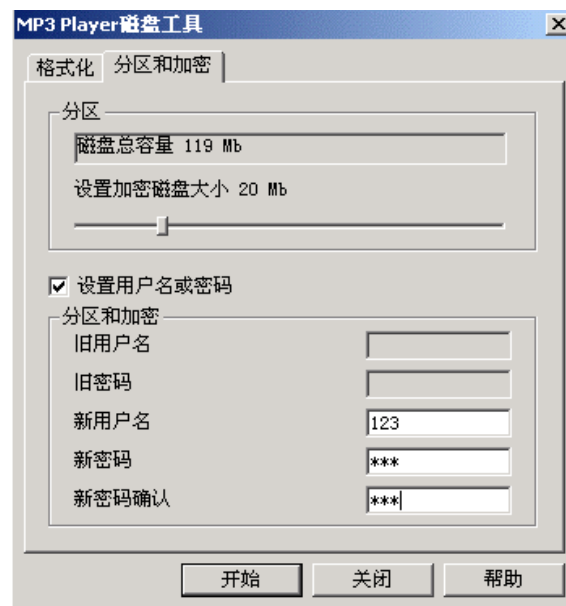 MP3 Player磁盘工具
格式化 分区和加密
分区
磁盘总容量 119 Mb
设置加密磁盘大小 20 Mb
设置用户名或密码
分区和加密
旧用户名
旧密码
新用户名 123
新密码 ***
新密码确认 ***
开始 关闭 帮助